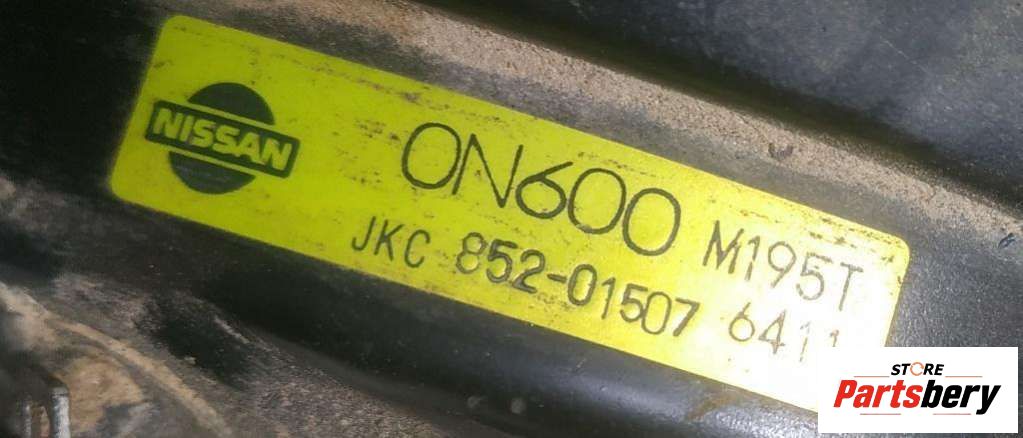 NISSAN
0N600 M195T
JKC 852-01507 6411
STORE
Partsbery